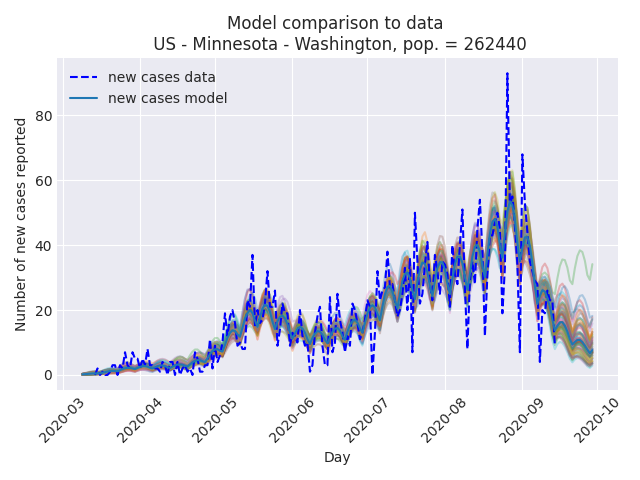 Model comparison to data
US - Minnesota - Washington, pop. = 262440
new cases data
new cases model
Number of new cases reported
80
60
40
20
0
2020-03
2020-04
2020-05
2020-06
2020-07
2020-08
2020-09
2020-10
Day